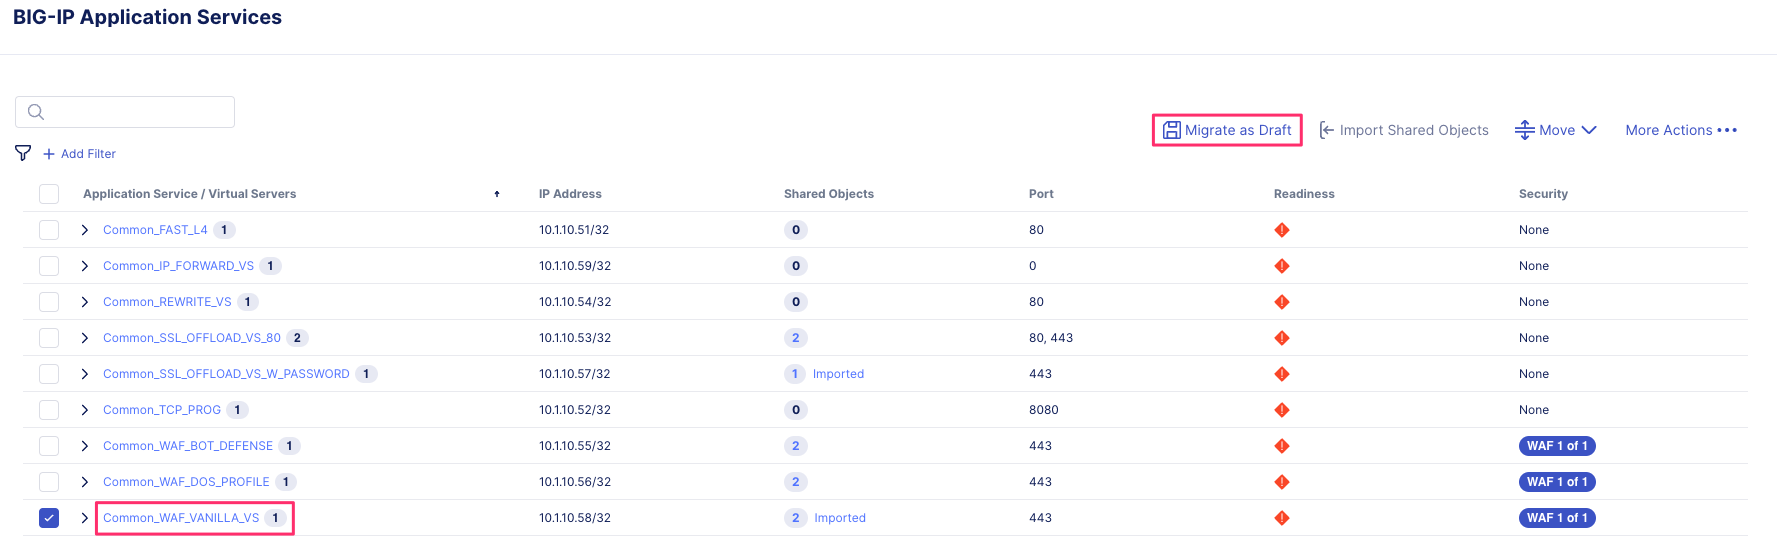 BIG-IP Application Services
Migrate as Draft Import Shared Objects Move More Actions
Add Filter
Application Service / Virtual Servers IP Address Shared Objects Port Readiness Security
Common_FAST_L4 1 10.1.10.51/32 0 80 None
Common_IP_FORWARD_VS 1 10.1.10.59/32 0 0 None
Common_REWRITE_VS 1 10.1.10.54/32 0 80 None
Common_SSL_OFFLOAD_VS_80 2 10.1.10.53/32 2 80, 443 None
Common_SSL_OFFLOAD_VS_W_PASSWORD 1 10.1.10.57/32 1 Imported 443 None
Common_TCP_PROG 1 10.1.10.52/32 0 8080 None
Common_WAF_BOT_DEFENSE 1 10.1.10.55/32 2 443 WAF 1 of 1
Common_WAF_DOS_PROFILE 1 10.1.10.56/32 2 443 WAF 1 of 1
Common_WAF_VANILLA_VS 1 10.1.10.58/32 2 Imported 443 WAF 1 of 1